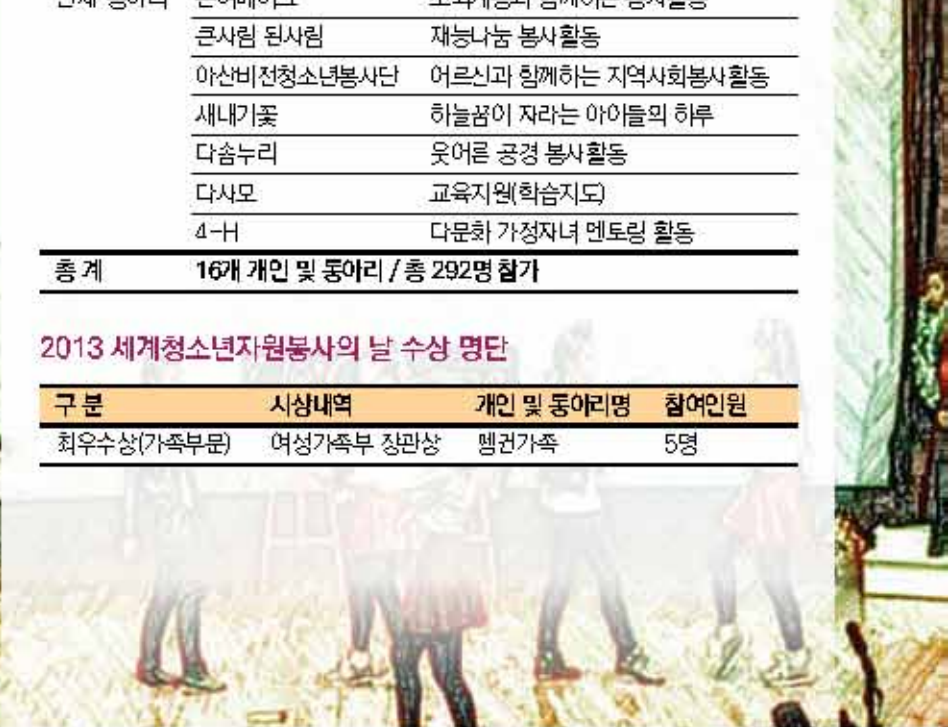 큰사림 된사림 재능나눔 봉사활동
아산비전청소년봉사단 어르신과 함께하는 지역사회봉사활동
새내기꽃 하늘꿈이 자라는 아이들의 하루
다솜누리 웃어른 공경 봉사활동
다사모 교육지원(학습지도)
4-H 다문화 가정자녀 멘토링 활동
총 계 16개 개인 및 동아리 / 총 292명 참가
2013 세계청소년자원봉사의 날 수상 명단
구 분 시상내역 개인 및 동아리명 참여인원
최우수상(가족부문) 여성가족부 장관상 헹건가족 5명